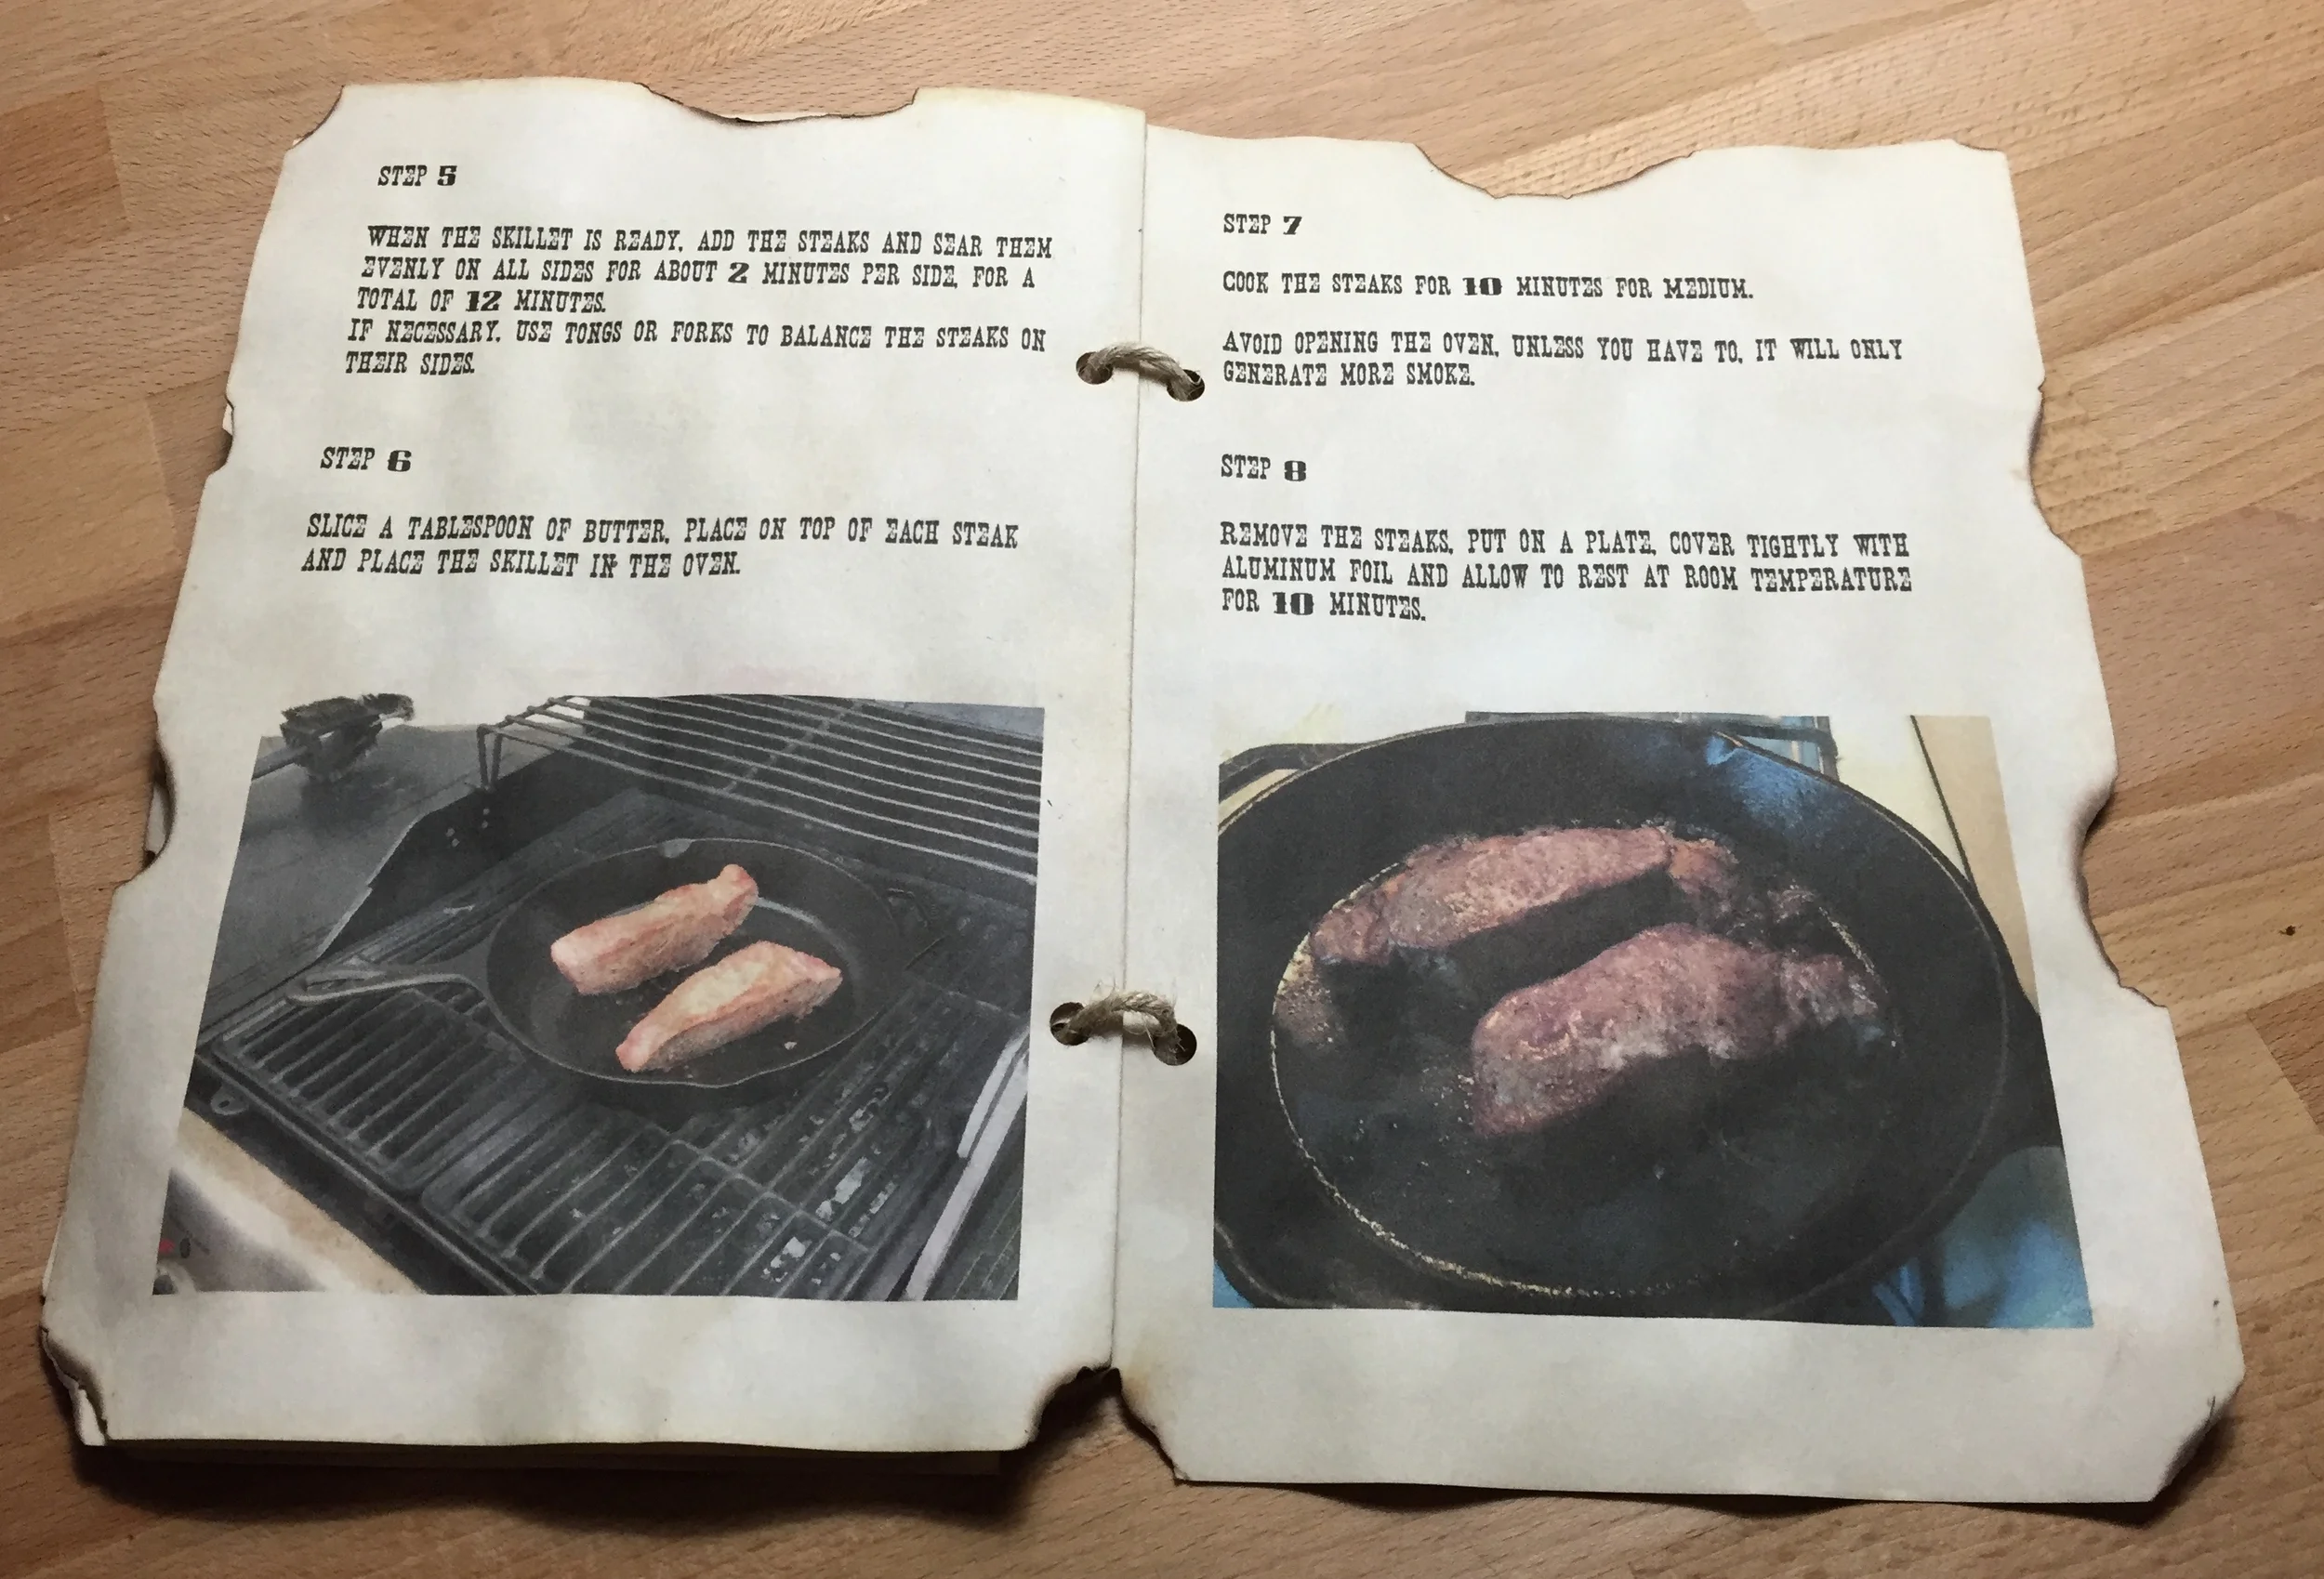 STEP 5
WHEN THE SKILLET IS READY, ADD THE STEAKS AND SEAR THEM
EVENLY ON ALL SIDES FOR ABOUT 2 MINUTES PER SIDE, FOR A
TOTAL OF 12 MINUTES.
IF NECESSARY, USE TONGS OR FORKS TO BALANCE THE STEAKS ON
THEIR SIDES.
STEP 6
SLICE A TABLESPOON OF BUTTER, PLACE ON TOP OF EACH STEAK
AND PLACE THE SKILLET IN THE OVEN.
STEP 7
COOK THE STEAKS FOR 10 MINUTES FOR MEDIUM.
AVOID OPENING THE OVEN, UNLESS YOU HAVE TO, IT WILL ONLY
GENERATE MORE SMOKE.
STEP 8
REMOVE THE STEAKS, PUT ON A PLATE, COVER TIGHTLY WITH
ALUMINUM FOIL AND ALLOW TO REST AT ROOM TEMPERATURE
FOR 10 MINUTES.